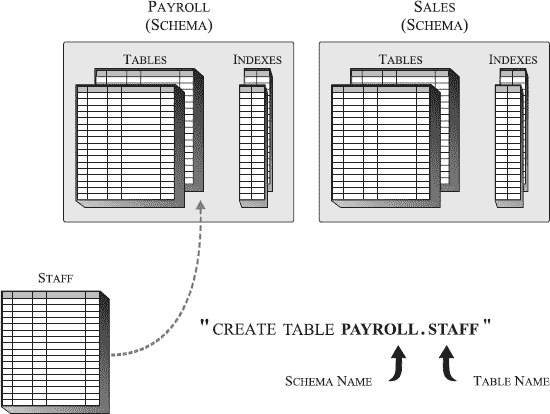 PAYROLL
(SCHEMA)
SALES
(SCHEMA)
TABLES
INDEXES
TABLES
INDEXES
STAFF
"CREATE TABLE PAYROLL.STAFF"
SCHEMA NAME
TABLE NAME